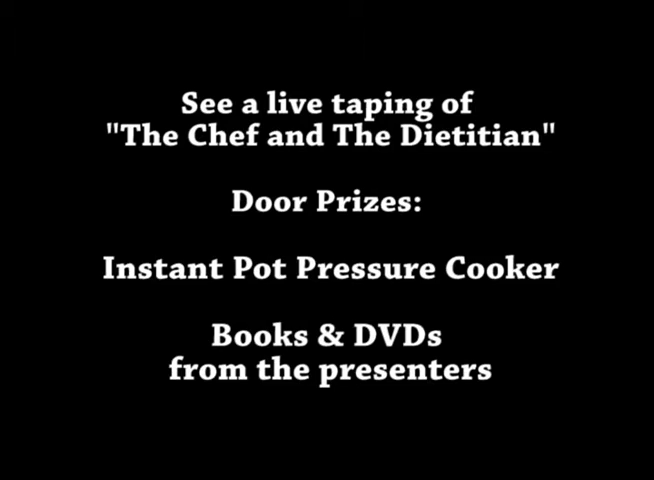 See a live taping of
"The Chef and The Dietitian"
Door Prizes:
Instant Pot Pressure Cooker
Books & DVDs
from the presenters